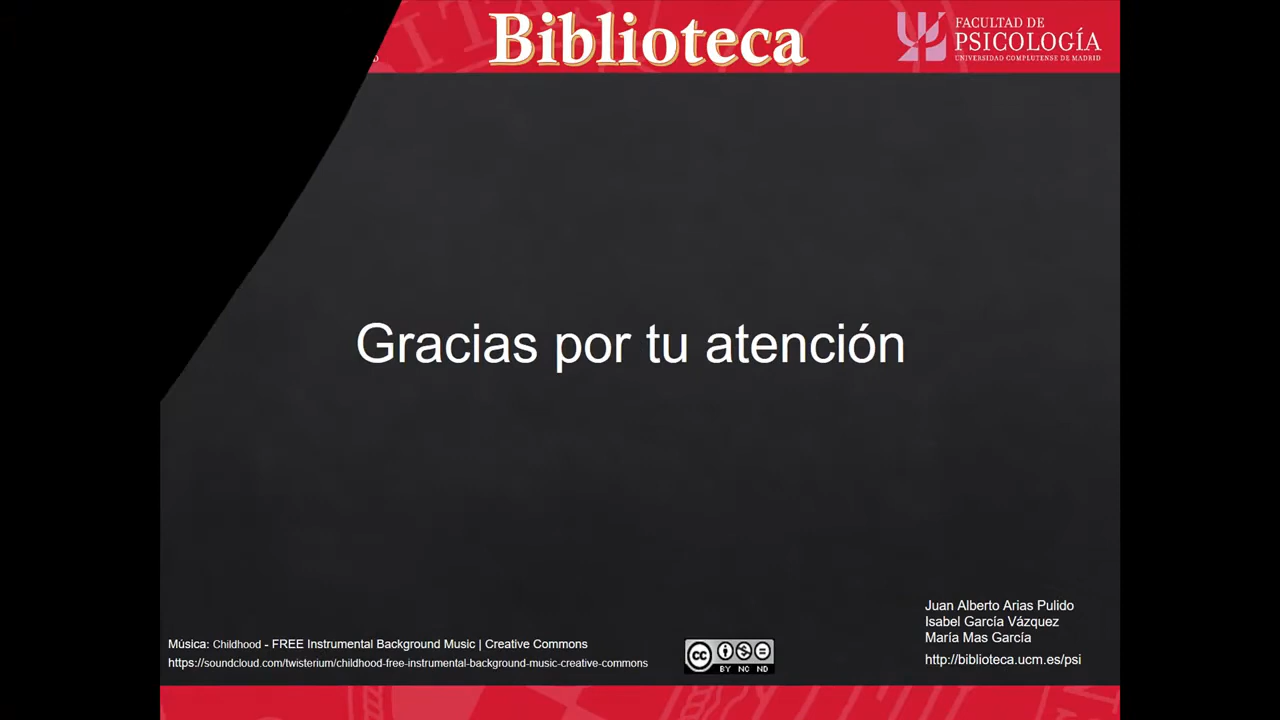 Biblioteca
FACULTAD DE
PSICOLOGÍA
UNIVERSIDAD COMPLUTENSE DE MADRID
Gracias por tu atención
Juan Alberto Arias Pulido
Isabel García Vázquez
María Mas García
http://biblioteca.ucm.es/psi
Música: Childhood - FREE Instrumental Background Music | Creative Commons
https://soundcloud.com/twisterium/childhood-free-instrumental-background-music-creative-commons
cc
BY NC ND